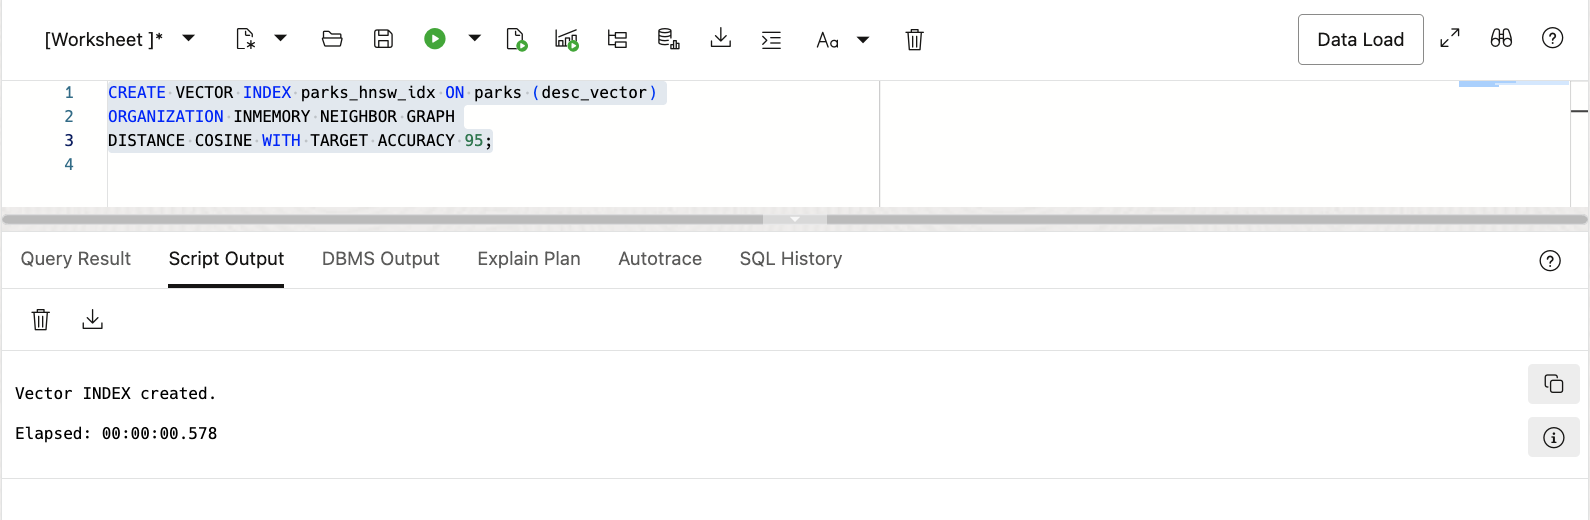 [Worksheet ]*
Aa
Data Load
1 CREATE VECTOR INDEX parks_hnsw_idx ON parks (desc_vector)
2 ORGANIZATION INMEMORY NEIGHBOR GRAPH
3 DISTANCE COSINE WITH TARGET ACCURACY 95;
4
Query Result Script Output DBMS Output Explain Plan Autotrace SQL History
Vector INDEX created.
Elapsed: 00:00:00.578